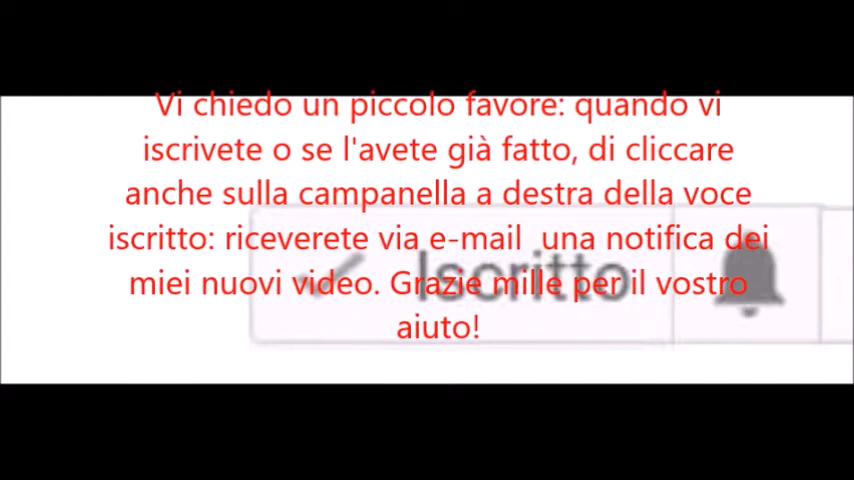 Vi chiedo un piccolo favore: quando vi
iscrivete o se l'avete già fatto, di cliccare
anche sulla campanella a destra della voce
iscritto: riceverete via e-mail  una notifica dei
miei nuovi video. Grazie mille per il vostro
aiuto!
Iscritto